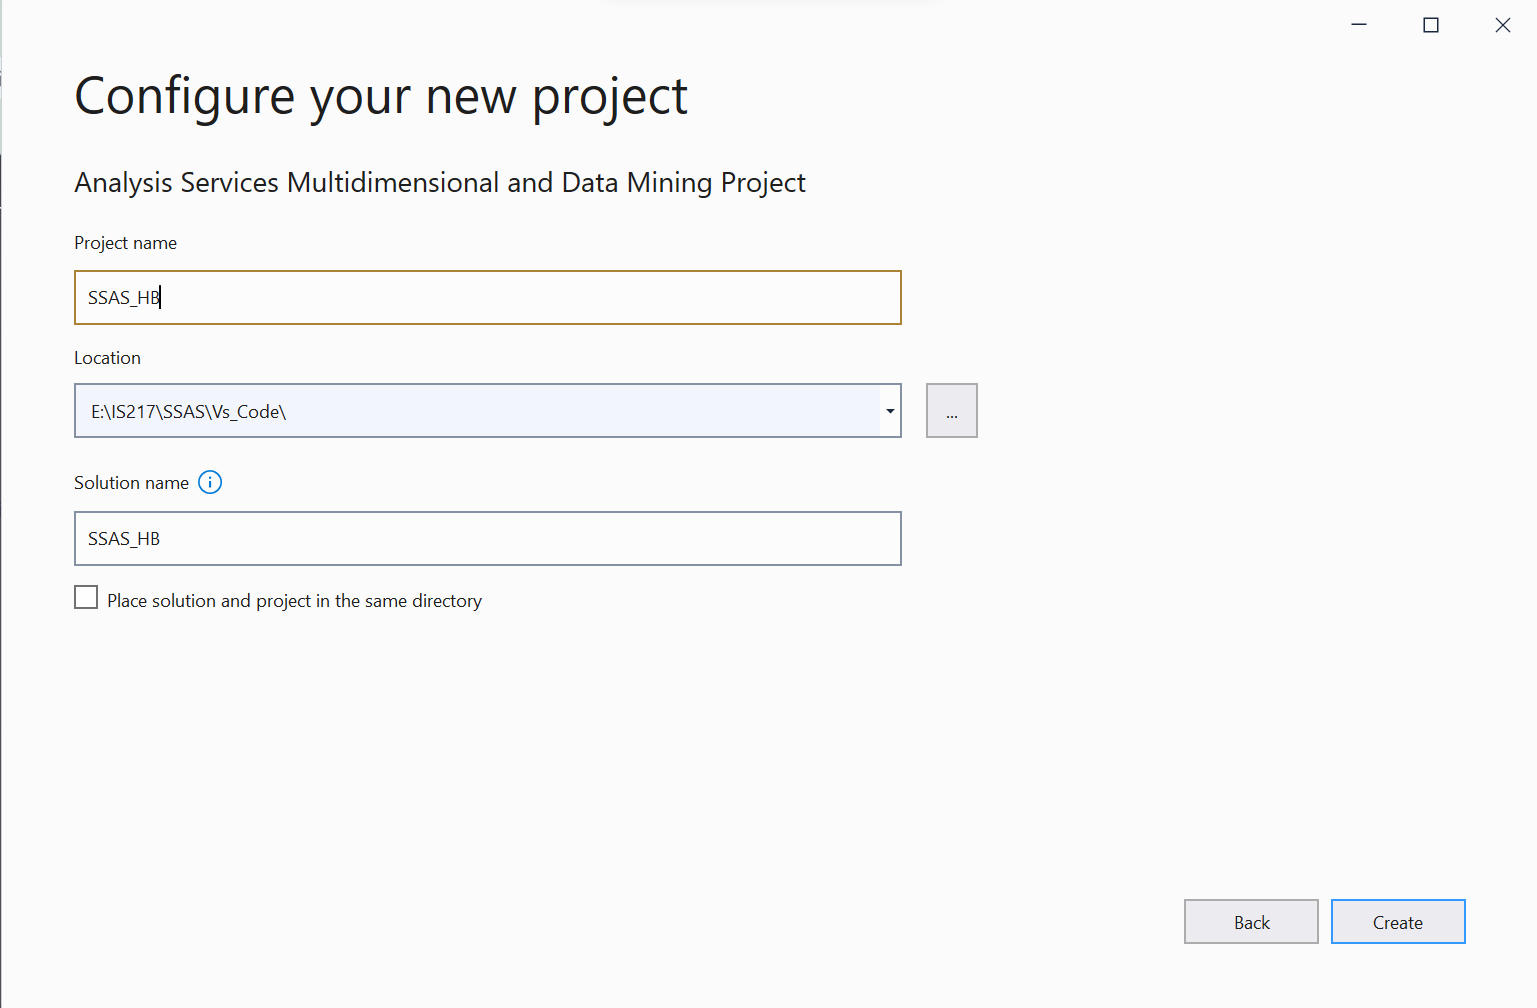 Configure your new project
Analysis Services Multidimensional and Data Mining Project
Project name
SSAS_HB
Location
E:\IS217\SSAS\Vs_Code\
...
Solution name
SSAS_HB
Place solution and project in the same directory
Back
Create